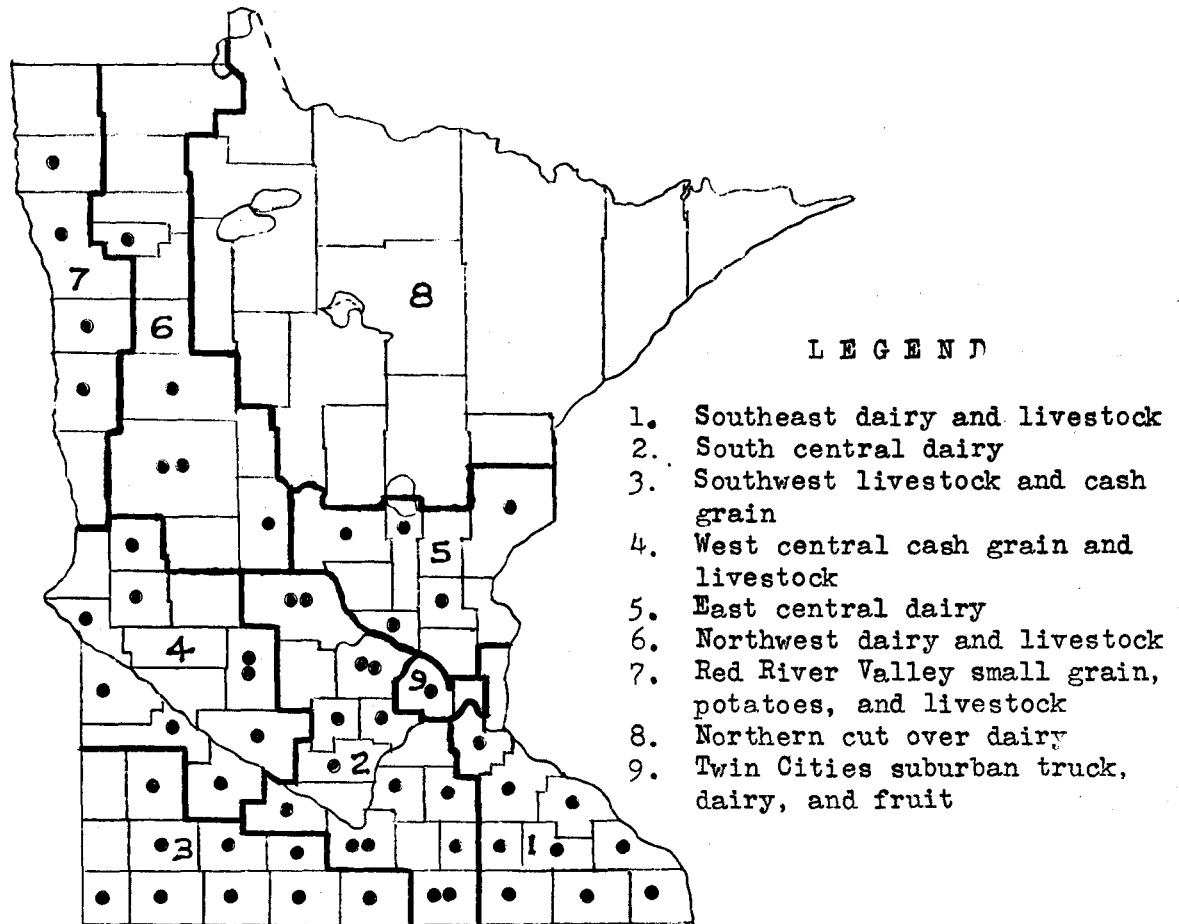 7
8
6
5
4
9
2
3
1
LEGEND
1. Southeast dairy and livestock
2. South central dairy
3. Southwest livestock and cash
grain
4. West central cash grain and
livestock
5. East central dairy
6. Northwest dairy and livestock
7. Red River Valley small grain,
potatoes, and livestock
8. Northern cut over dairy
9. Twin Cities suburban truck,
dairy, and fruit